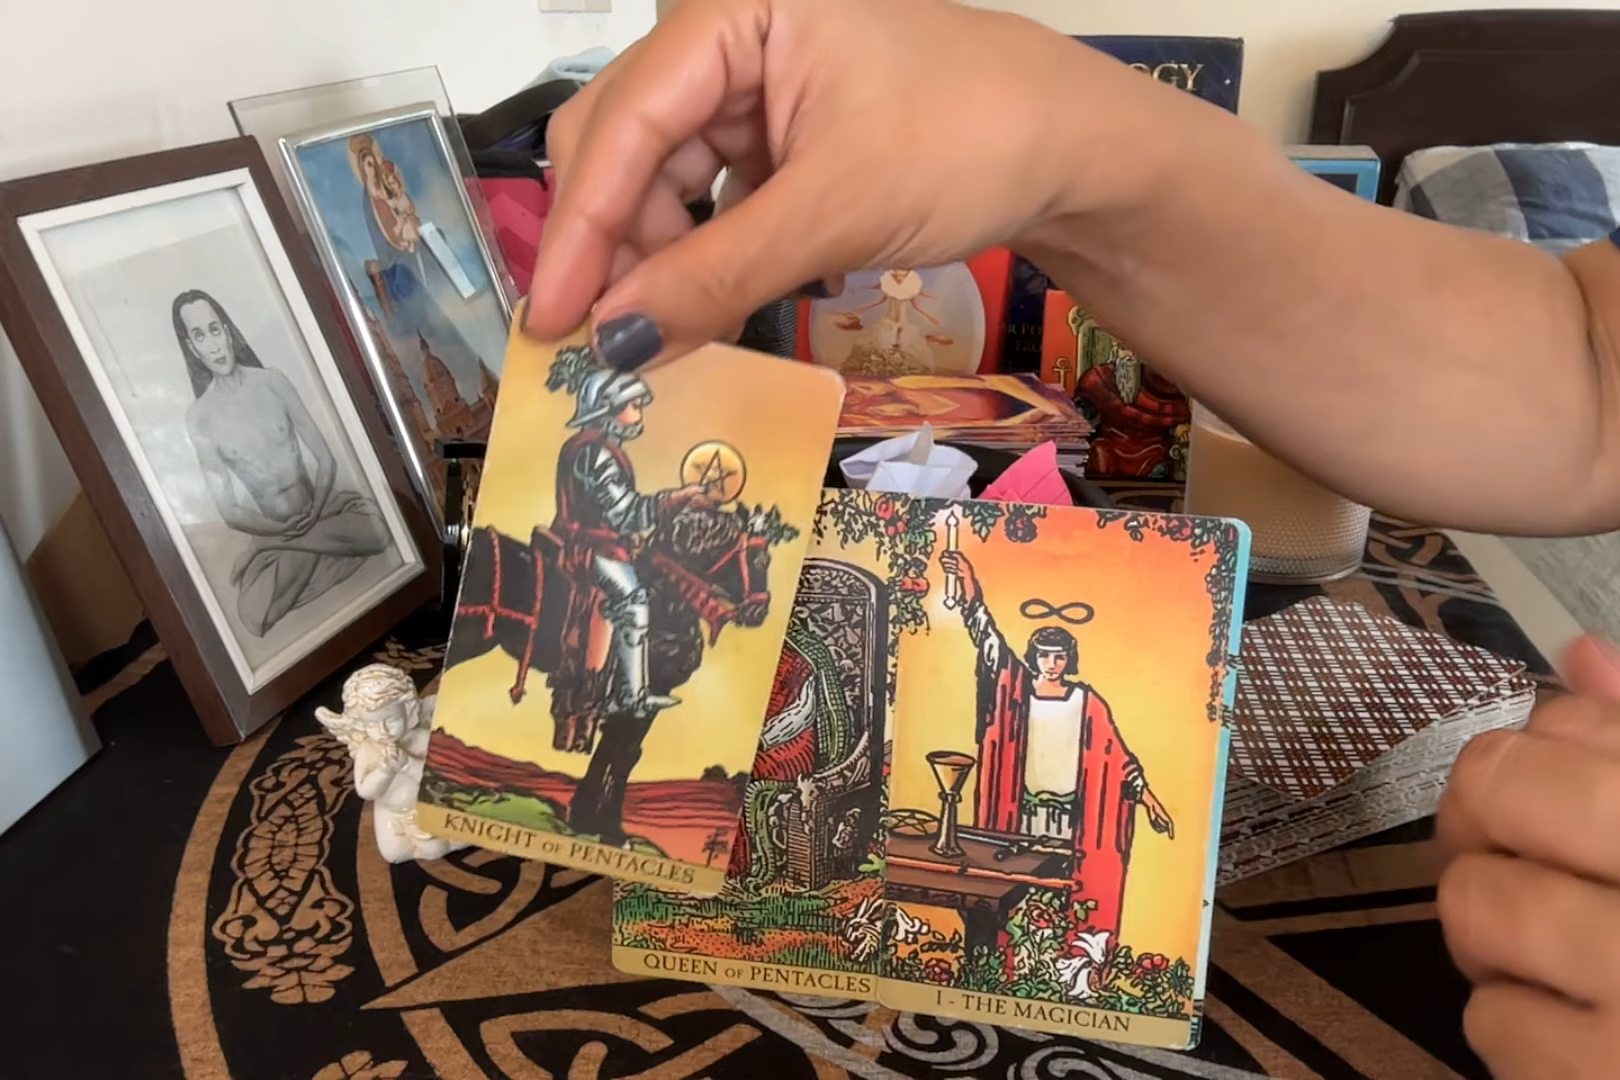 OGY
KNIGHT OF PENTACLES
QUEEN OF PENTACLES
I - THE MAGICIAN